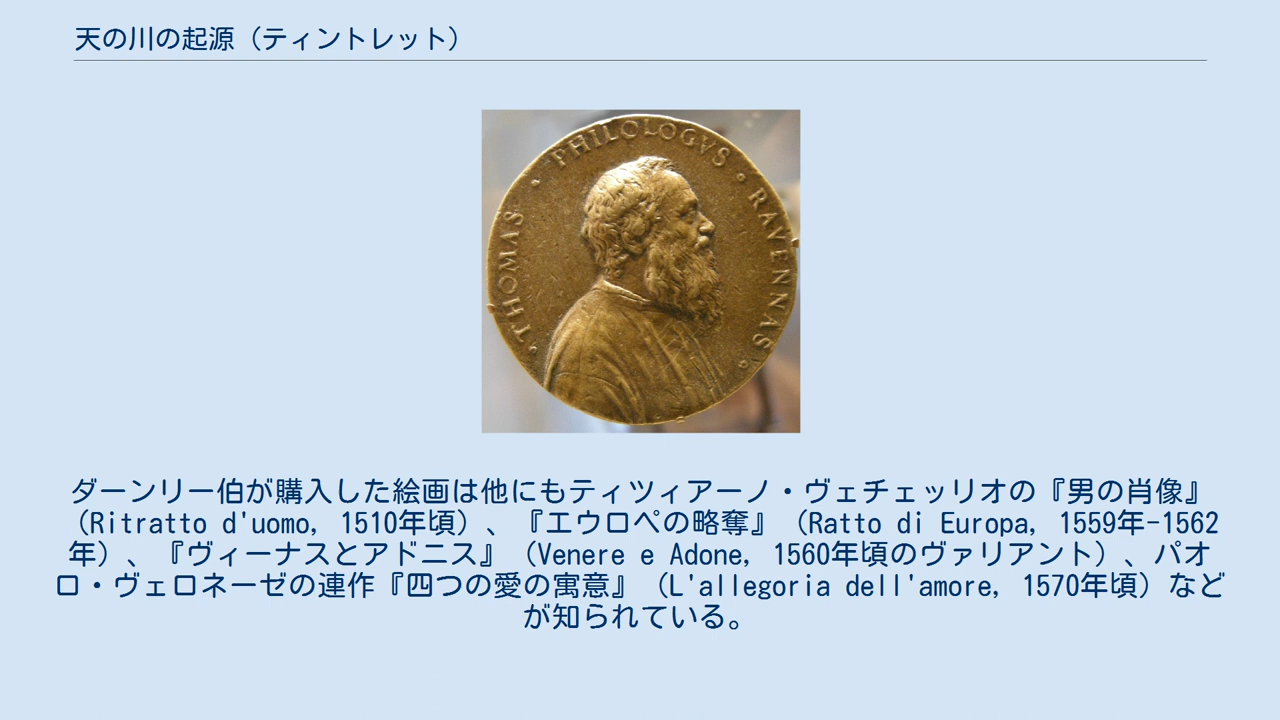 天の川の起源（ティントレット）
THOMAS · PHILOLOGVS · RAVENNAS
ダーンリー伯が購入した絵画は他にもティツィアーノ・ヴェチェッリオの『男の肖像』
（Ritratto d'uomo, 1510年頃）、『エウロペの略奪』（Ratto di Europa, 1559年-1562
年）、『ヴィーナスとアドニス』（Venere e Adone, 1560年頃のヴァリアント）、パオ
ロ・ヴェロネーゼの連作『四つの愛の寓意』（L'allegoria dell'amore, 1570年頃）など
が知られている。